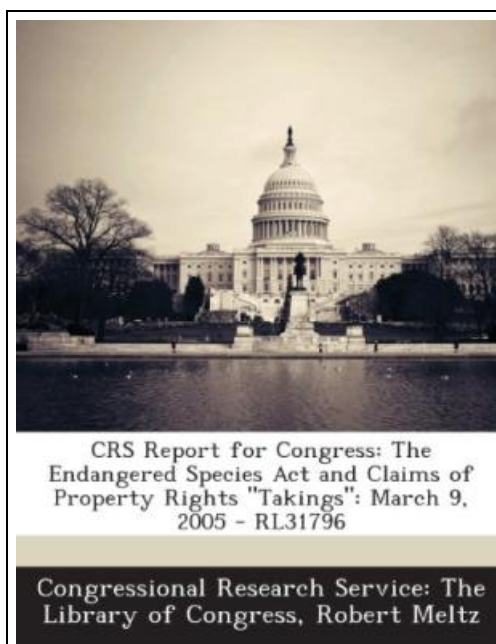 CRS Report for Congress: The
Endangered Species Act and Claims of
Property Rights "Takings": March 9,
2005 - RL31796
Congressional Research Service: The
Library of Congress, Robert Meltz